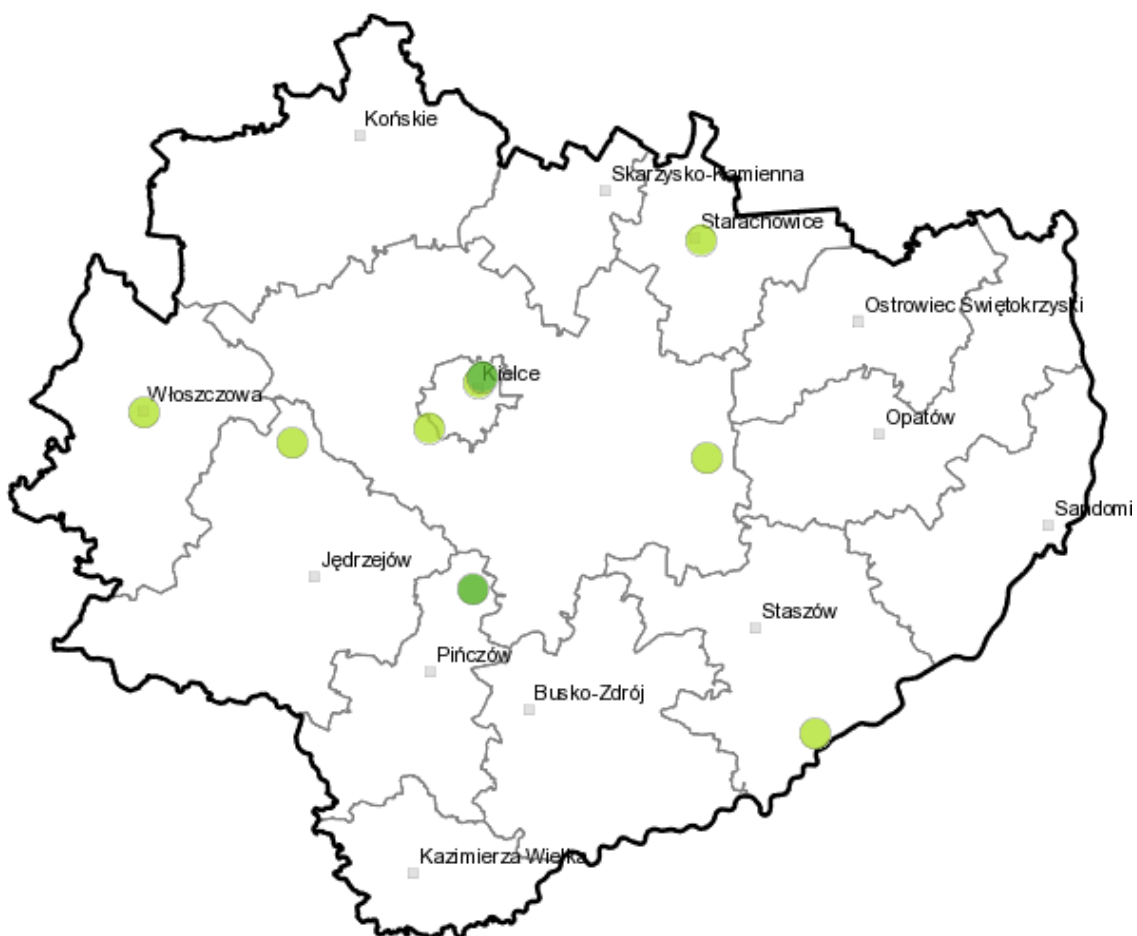 Końskie
Skarżysko-Kamienna
Starachowice
Ostrowiec Świętokrzyski
Kielce
Włoszczowa
Opatów
Sandomi
Jędrzejów
Staszów
Pińczów
Busko-Zdrój
Kazimierza Wielka